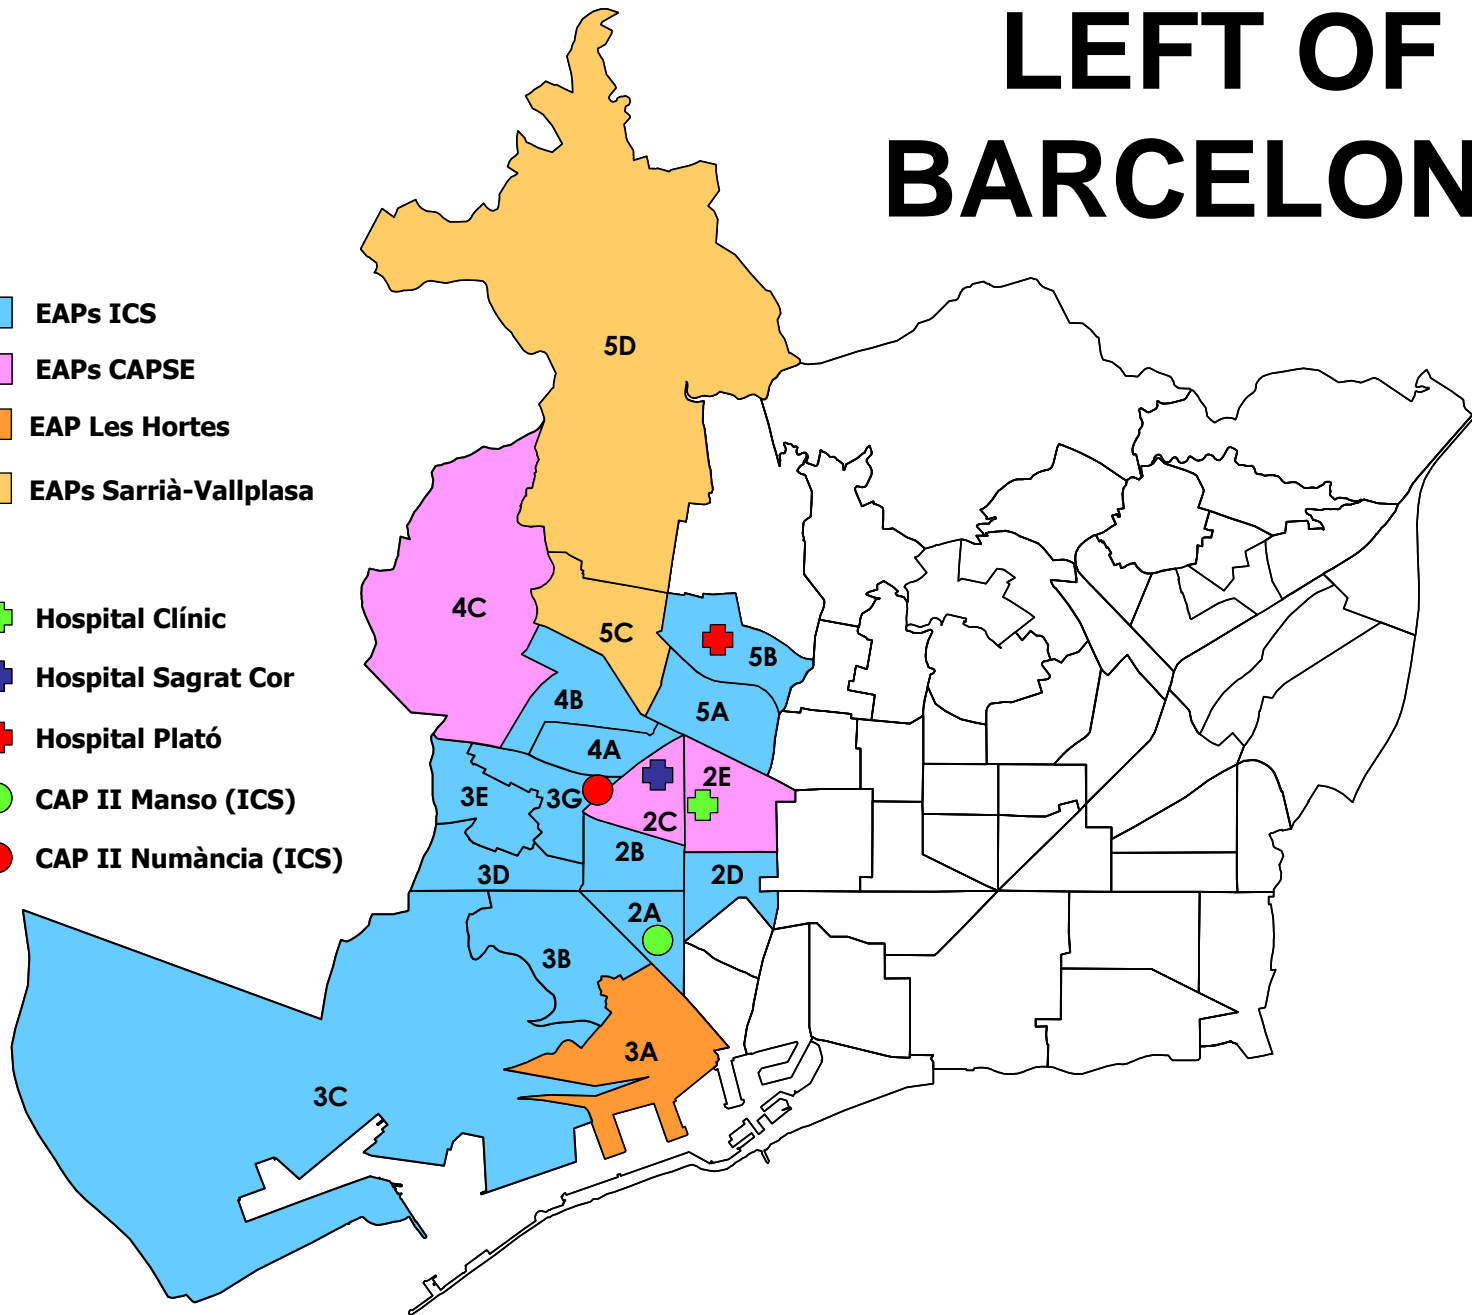 LEFT OF
BARCELON
EAPs ICS
EAPs CAPSE
EAP Les Hortes
EAPs Sarrià-Vallplasa
Hospital Clínic
Hospital Sagrat Cor
Hospital Plató
CAP II Manso (ICS)
CAP II Numància (ICS)
5D
4C
5C
5B
4B
5A
4A
2E
3E
3G
2C
2B
3D
2D
2A
3B
3A
3C